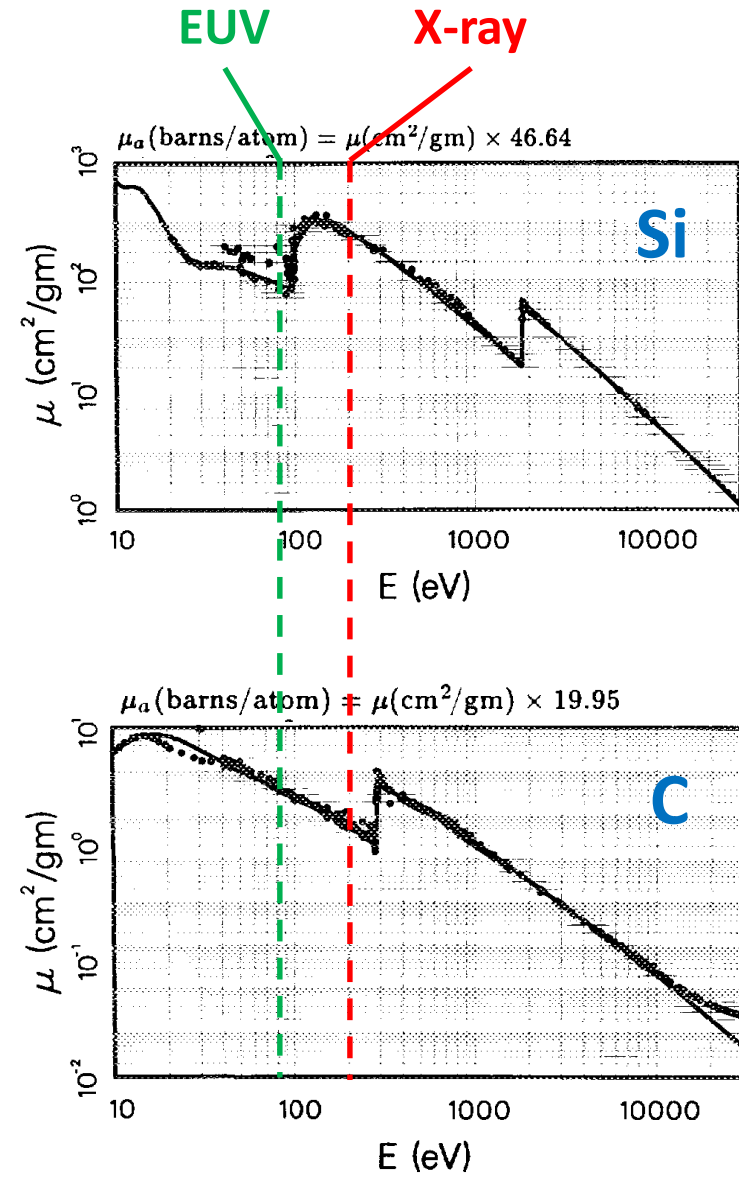 EUV X-ray
μₐ(barns/atom) = μ(cm²/gm) × 46.64
Si
μ (cm²/gm)
10³
10²
10¹
10⁰
10 100 1000 10000
E (eV)
μₐ(barns/atom) = μ(cm²/gm) × 19.95
C
μ (cm²/gm)
10¹
10⁰
10⁻¹
10⁻²
10 100 1000 10000
E (eV)